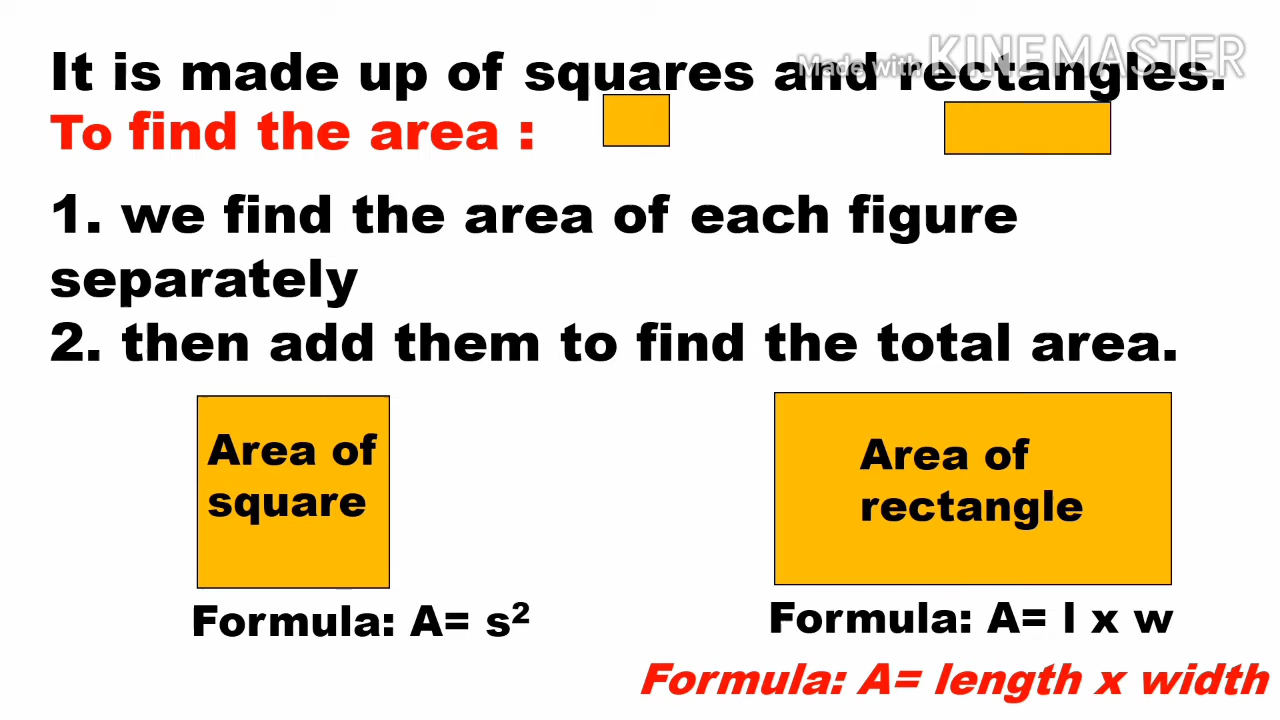 It is made up of squares and rectangles.
Made with KINEMASTER
To find the area :
1. we find the area of each figure
separately
2. then add them to find the total area.
Area of
square
Area of
rectangle
Formula: A= s²
Formula: A= l x w
Formula: A= length x width